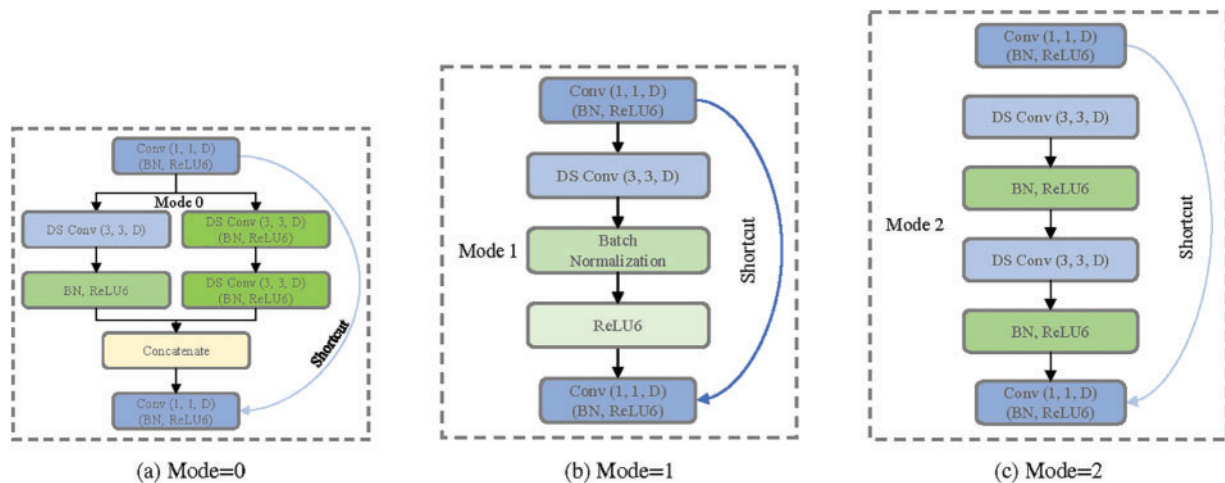 Conv (1, 1, D)
(BN, ReLU6)
Mode 0
DS Conv (3, 3, D)
DS Conv (3, 3, D)
(BN, ReLU6)
BN, ReLU6
DS Conv (3, 3, D)
(BN, ReLU6)
Concatenate
Shortcut
Conv (1, 1, D)
(BN, ReLU6)
(a) Mode=0
Conv (1, 1, D)
(BN, ReLU6)
DS Conv (3, 3, D)
Mode 1
Batch
Normalization
Shortcut
ReLU6
Conv (1, 1, D)
(BN, ReLU6)
(b) Mode=1
Conv (1, 1, D)
(BN, ReLU6)
DS Conv (3, 3, D)
BN, ReLU6
Mode 2
Shortcut
DS Conv (3, 3, D)
BN, ReLU6
Conv (1, 1, D)
(BN, ReLU6)
(c) Mode=2